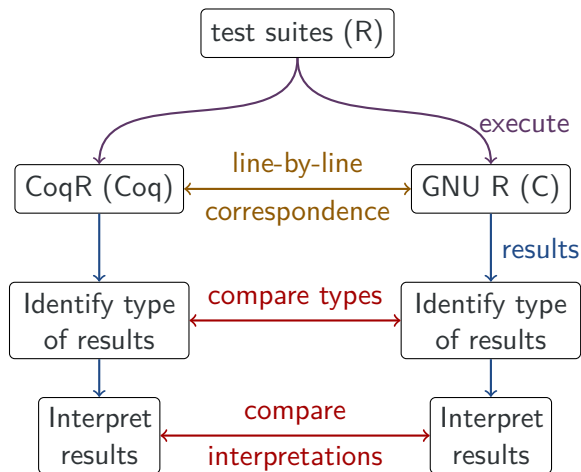 test suites (R)
execute
line-by-line
CoqR (Coq)
GNU R (C)
correspondence
results
Identify type
of results
compare types
Identify type
of results
Interpret
results
compare
interpretations
Interpret
results